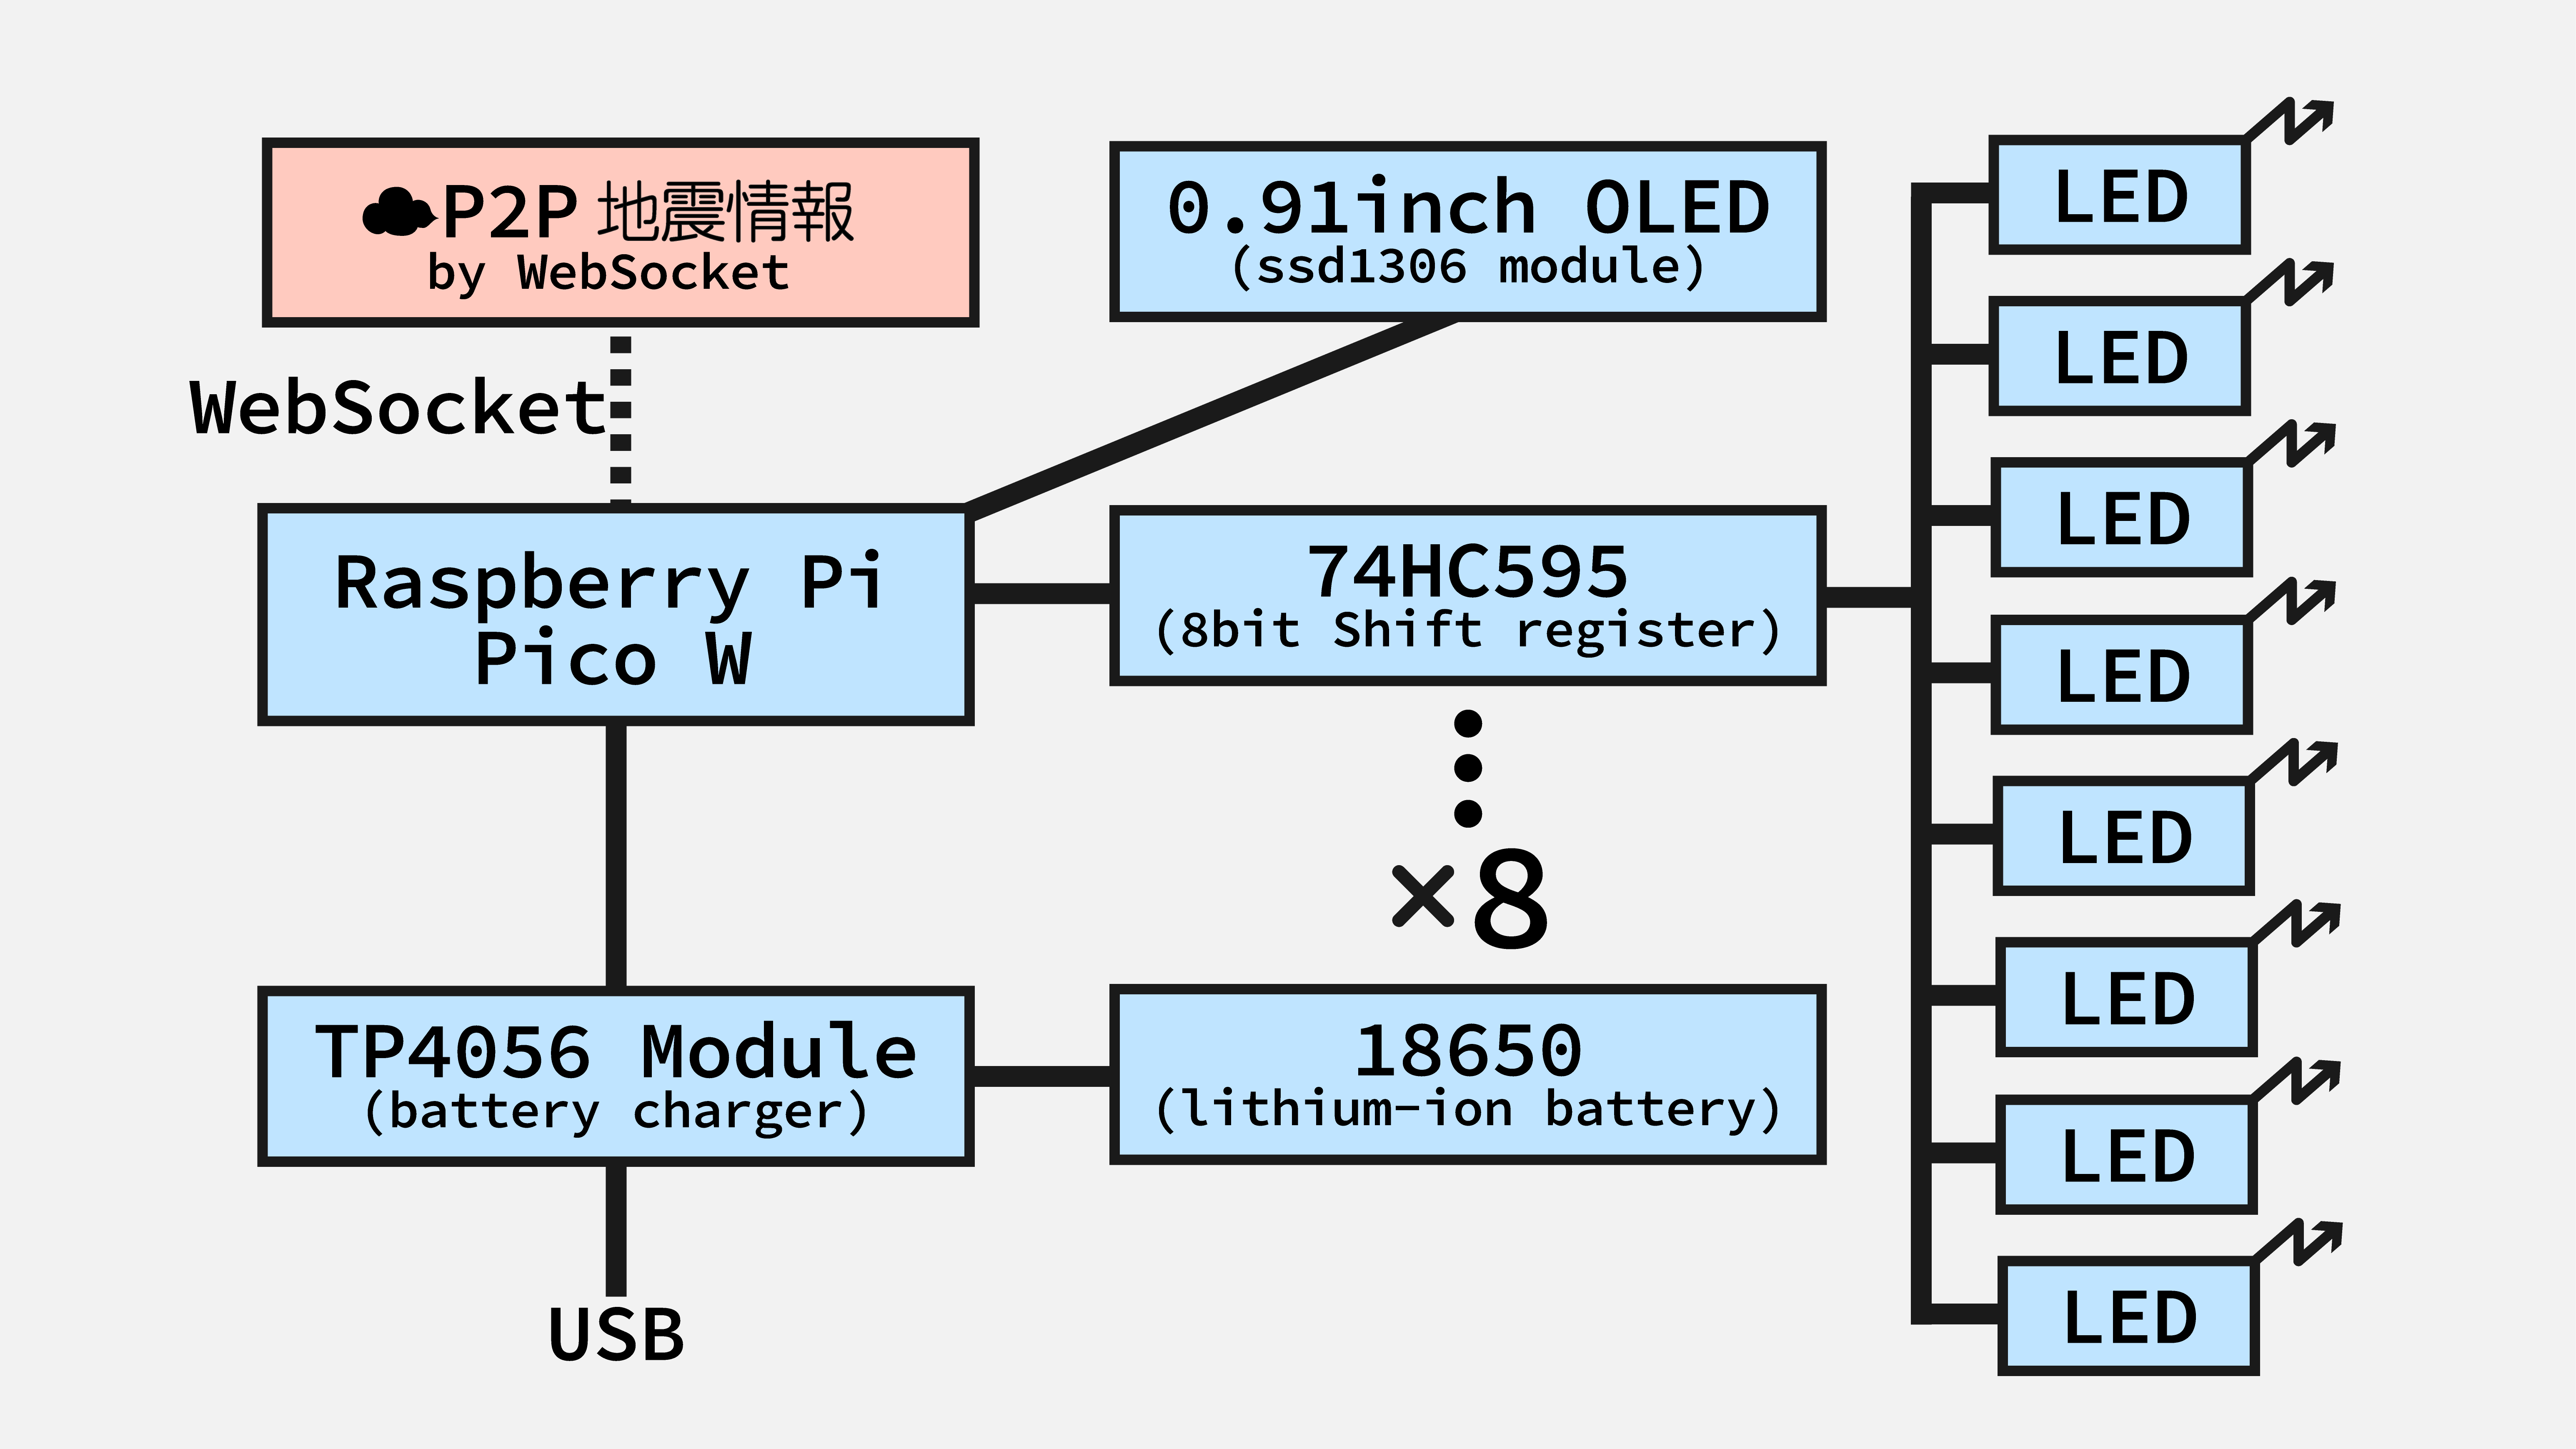 P2P 地震情報
by WebSocket
WebSocket
0.91inch OLED
(ssd1306 module)
Raspberry Pi
Pico W
74HC595
(8bit Shift register)
×8
TP4056 Module
(battery charger)
18650
(lithium-ion battery)
USB
LED
LED
LED
LED
LED
LED
LED
LED